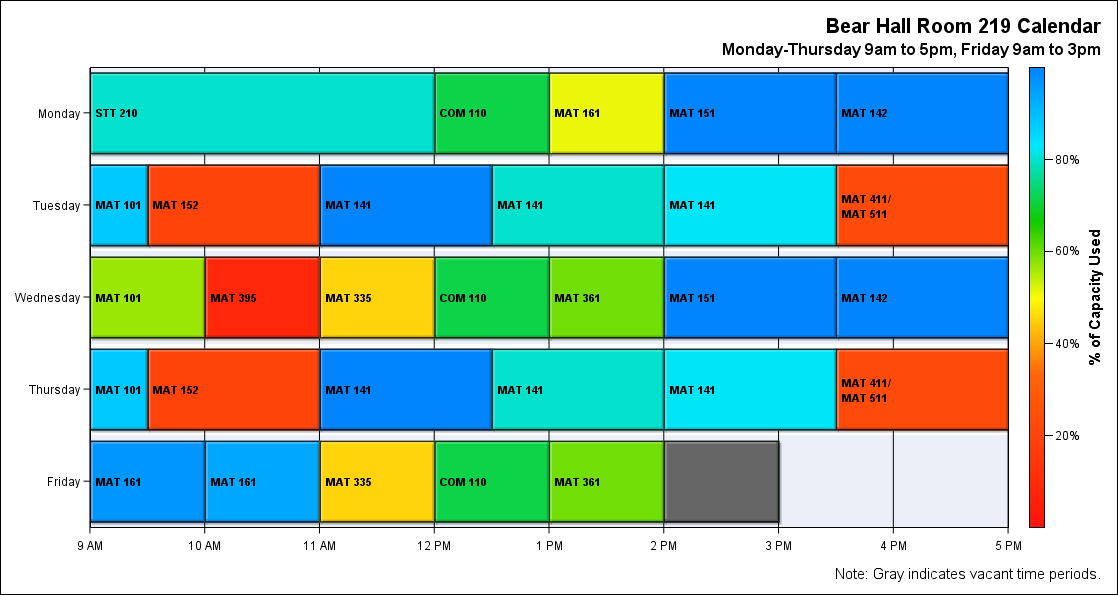 Bear Hall Room 219 Calendar
Monday-Thursday 9am to 5pm, Friday 9am to 3pm
Monday
STT 210
COM 110
MAT 161
MAT 151
MAT 142
Tuesday
MAT 101
MAT 152
MAT 141
MAT 141
MAT 141
MAT 411/
MAT 511
Wednesday
MAT 101
MAT 395
MAT 335
COM 110
MAT 361
MAT 151
MAT 142
Thursday
MAT 101
MAT 152
MAT 141
MAT 141
MAT 141
MAT 411/
MAT 511
Friday
MAT 161
MAT 161
MAT 335
COM 110
MAT 361
9 AM
10 AM
11 AM
12 PM
1 PM
2 PM
3 PM
4 PM
5 PM
80%
60%
40%
20%
% of Capacity Used
Note: Gray indicates vacant time periods.